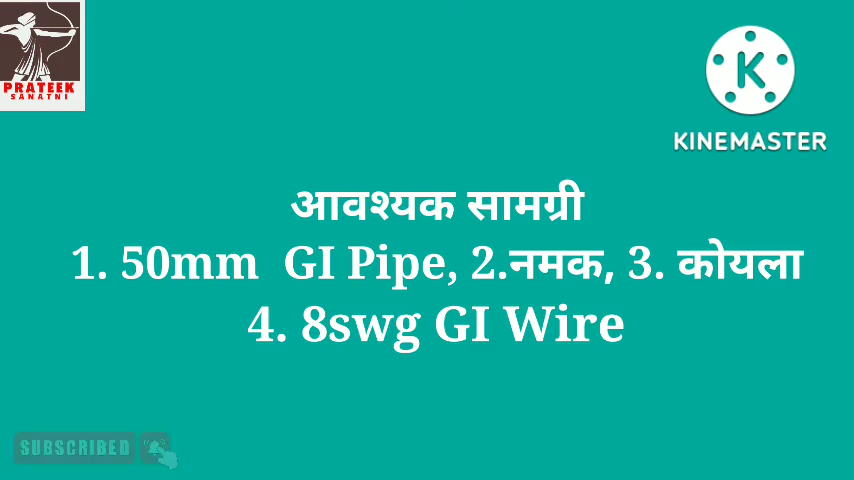 PRATEEK
SANATNI
K
KINEMASTER
आवश्यक सामग्री
1. 50mm GI Pipe, 2.नमक, 3. कोयला
4. 8swg GI Wire
SUBSCRIBED